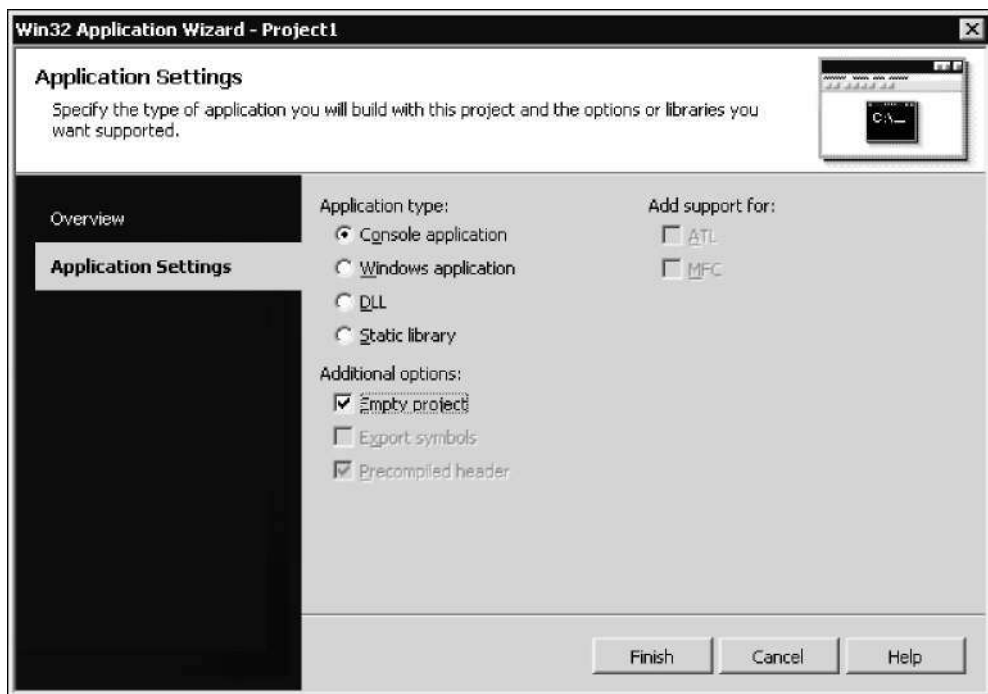 Win32 Application Wizard - Project1
Application Settings
Specify the type of application you will build with this project and the options or libraries you
want supported.
C:\_
Overview
Application Settings
Application type:
Console application
Windows application
DLL
Static library
Additional options:
Empty project
Export symbols
Precompiled header
Add support for:
ATL
MFC
Finish
Cancel
Help